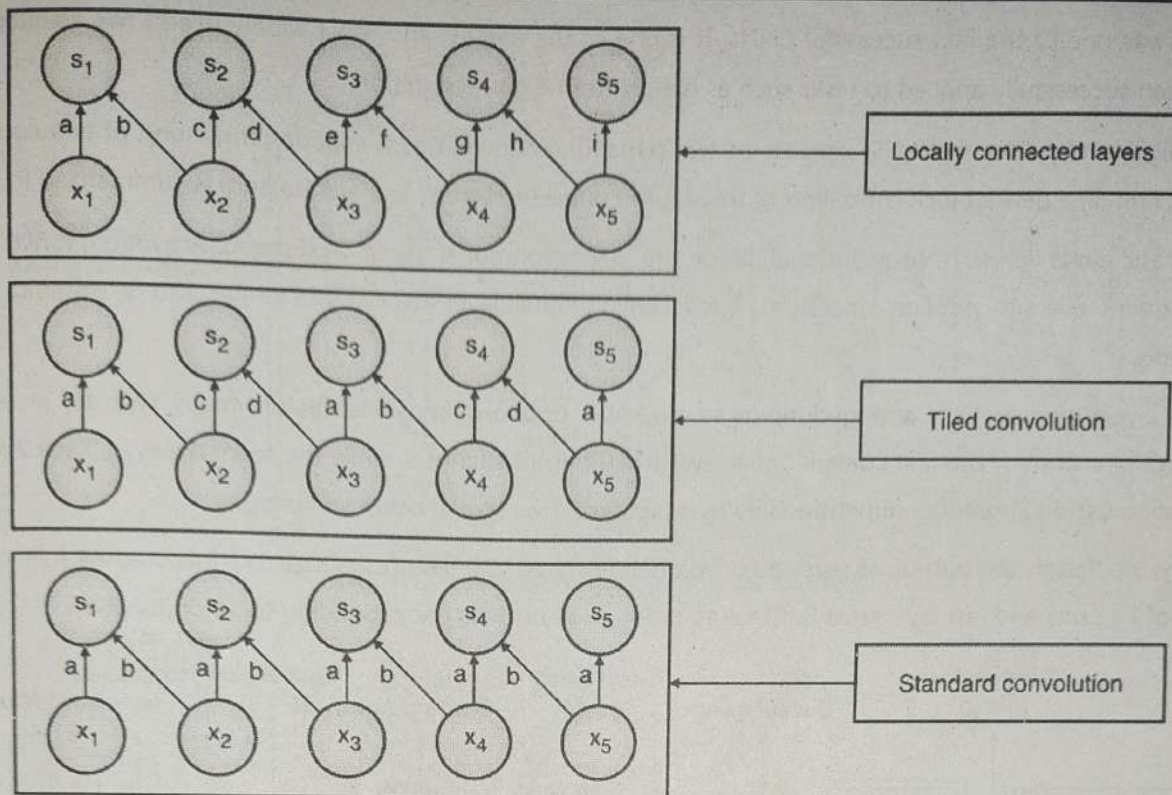 s1 s2 s3 s4 s5
a b c d e f g h i
x1 x2 x3 x4 x5
Locally connected layers
s1 s2 s3 s4 s5
a b c d a b c d a
x1 x2 x3 x4 x5
Tiled convolution
s1 s2 s3 s4 s5
a b a b a b a b a
x1 x2 x3 x4 x5
Standard convolution